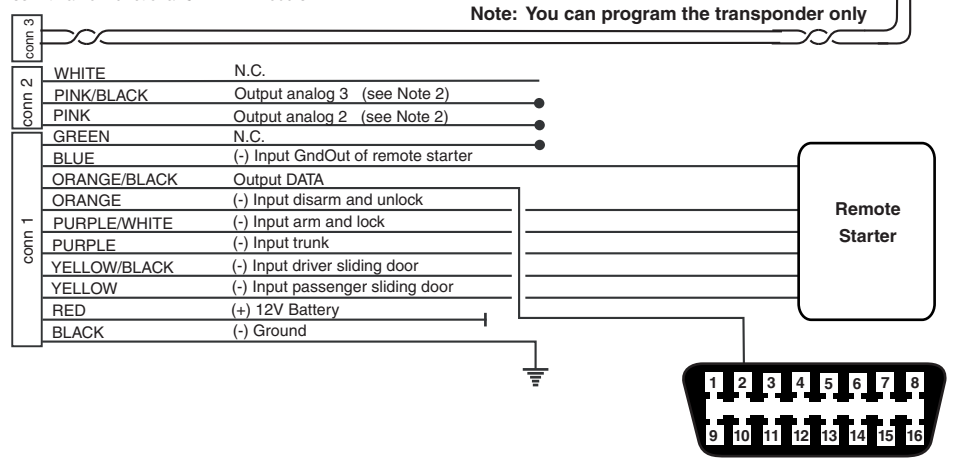 Note: You can program the transponder only
conn 3
conn 2
WHITE N.C.
PINK/BLACK Output analog 3 (see Note 2)
PINK Output analog 2 (see Note 2)
conn 1
GREEN N.C.
BLUE (-) Input GndOut of remote starter
ORANGE/BLACK Output DATA
ORANGE (-) Input disarm and unlock
PURPLE/WHITE (-) Input arm and lock
PURPLE (-) Input trunk
YELLOW/BLACK (-) Input driver sliding door
YELLOW (-) Input passenger sliding door
RED (+) 12V Battery
BLACK (-) Ground
Remote
Starter
1 2 3 4 5 6 7 8
9 10 11 12 13 14 15 16